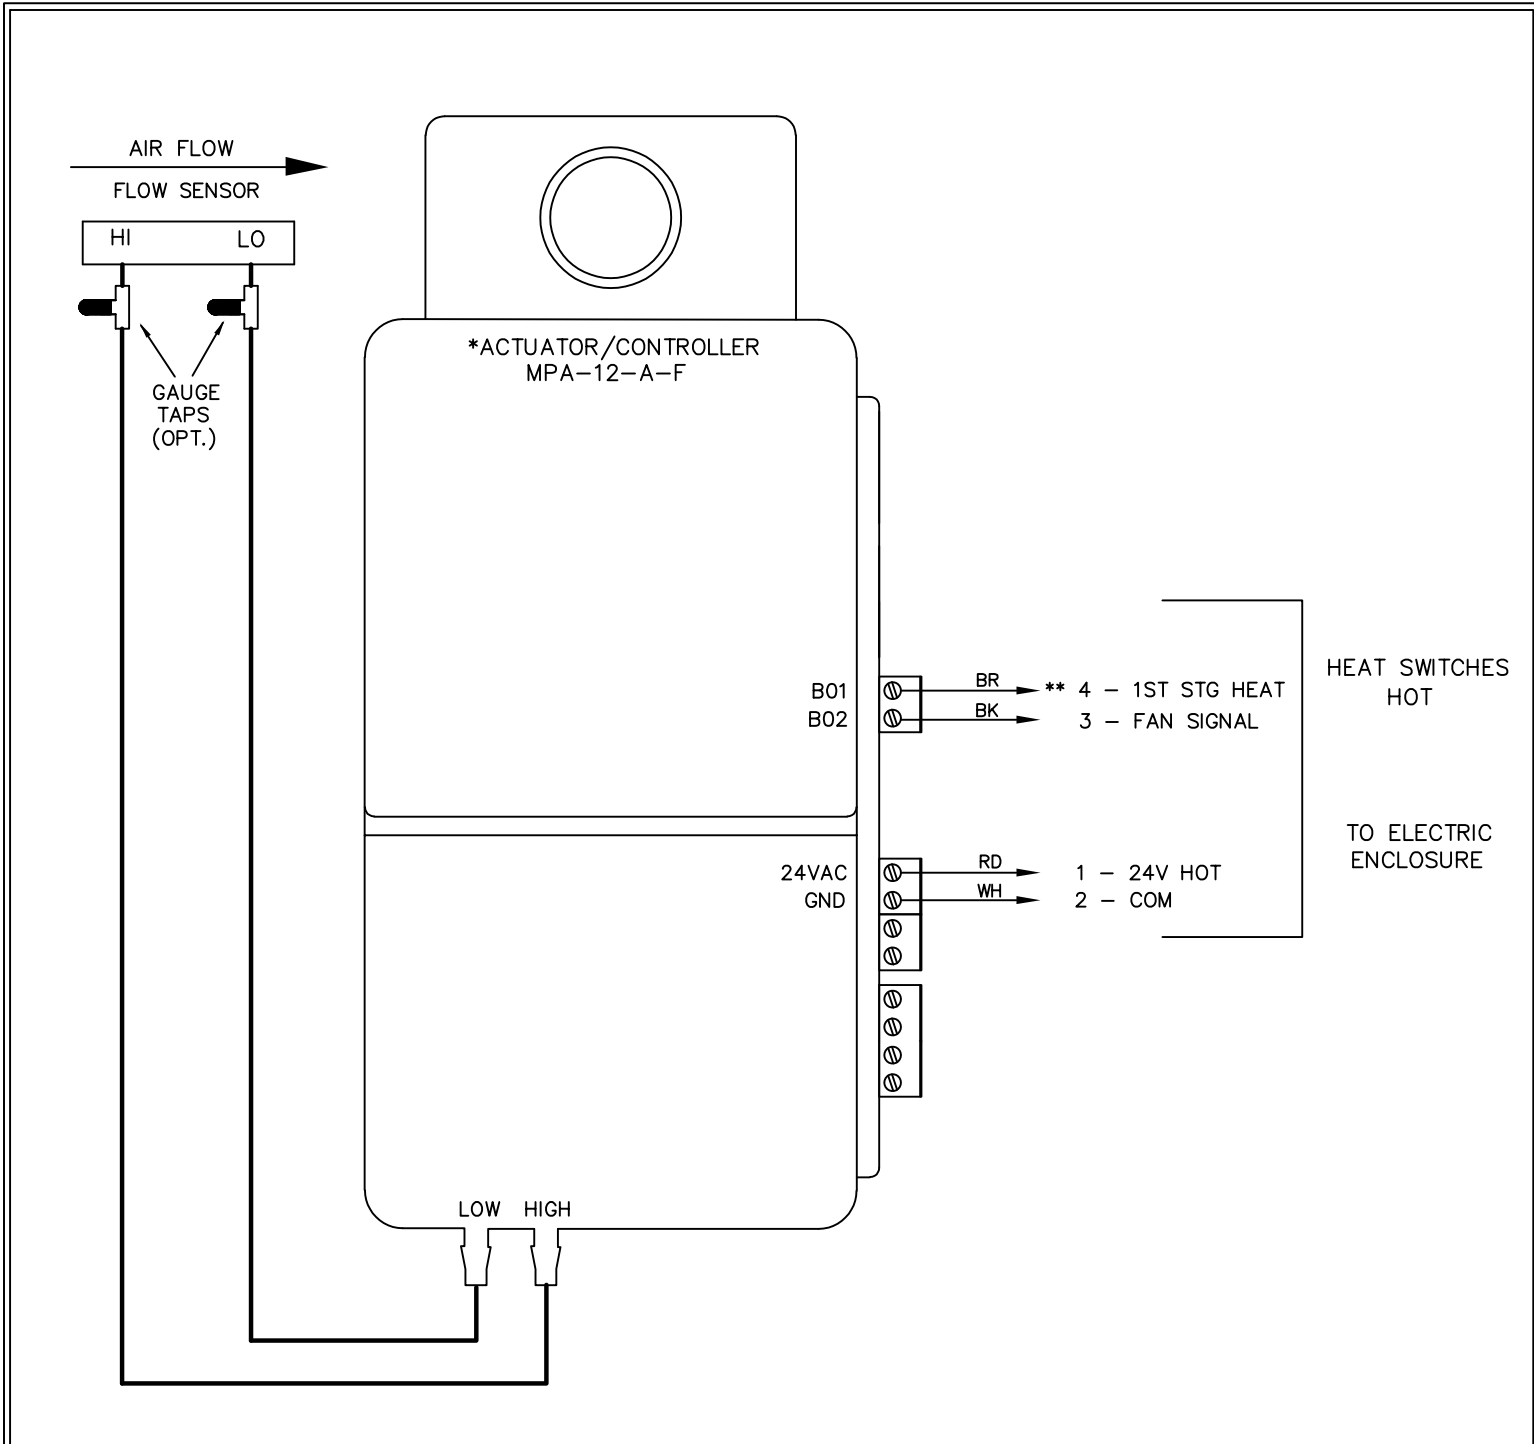 AIR FLOW
FLOW SENSOR
HI LO
GAUGE
TAPS
(OPT.)
*ACTUATOR/CONTROLLER
MPA-12-A-F
BO1 BR ** 4 - 1ST STG HEAT
BO2 BK 3 - FAN SIGNAL
HEAT SWITCHES
HOT
24VAC RD 1 - 24V HOT
GND WH 2 - COM
TO ELECTRIC
ENCLOSURE
LOW HIGH